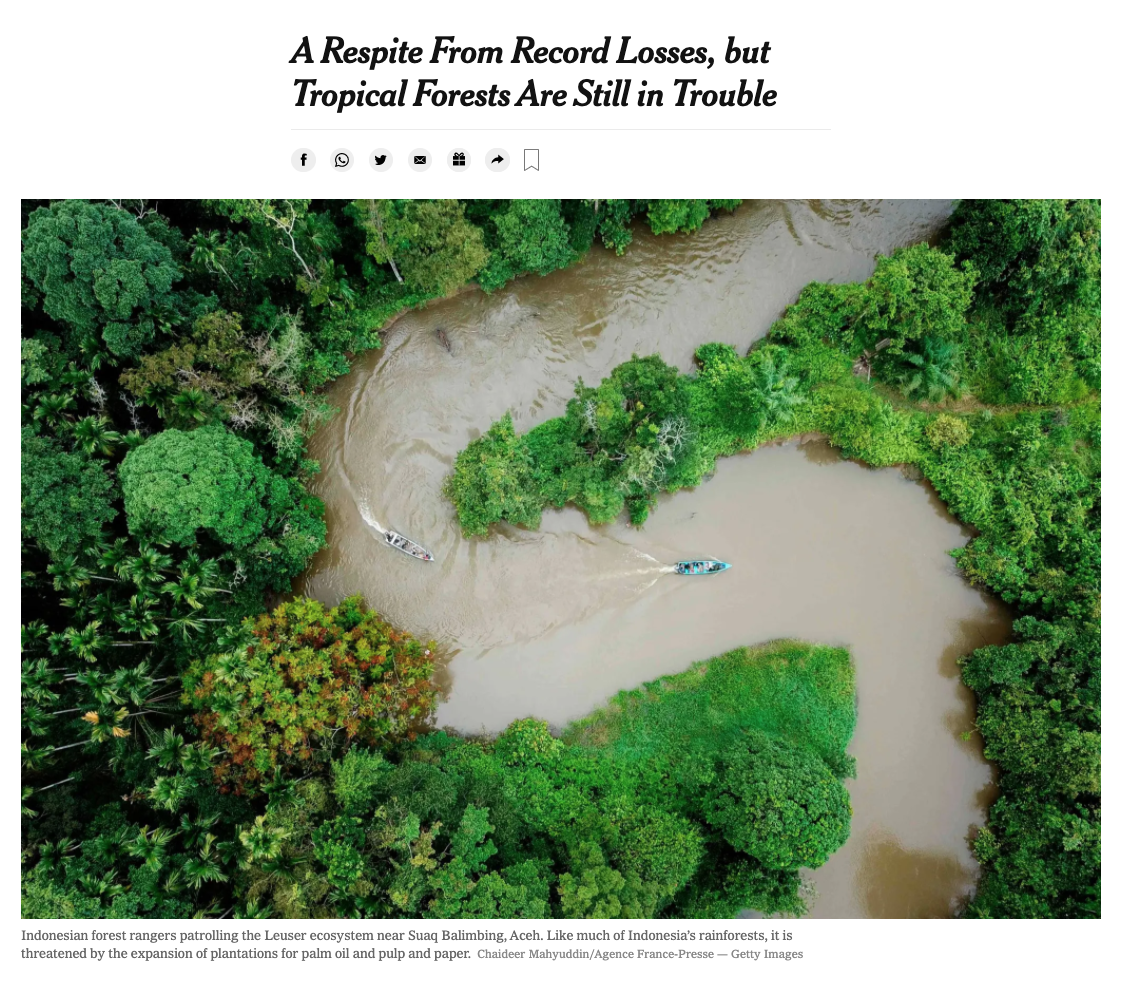 A Respite From Record Losses, but
Tropical Forests Are Still in Trouble
Indonesian forest rangers patrolling the Leuser ecosystem near Suaq Balimbing, Aceh. Like much of Indonesia’s rainforests, it is
threatened by the expansion of plantations for palm oil and pulp and paper. Chaideer Mahyuddin/Agence France-Presse — Getty Images